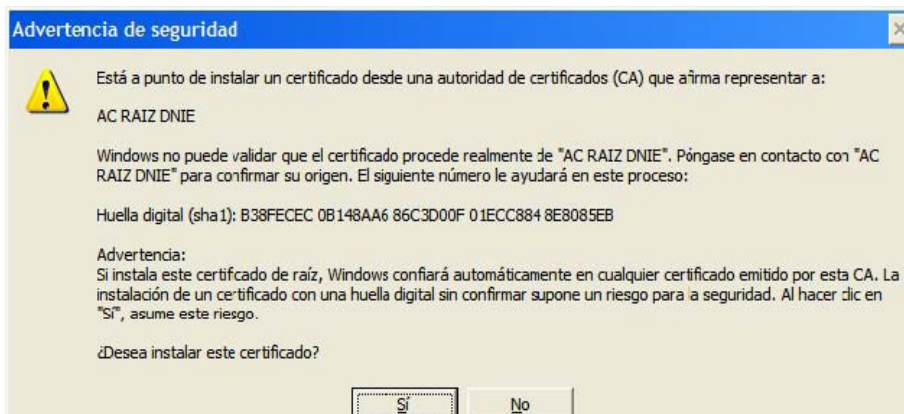 Advertencia de seguridad
Está a punto de instalar un certificado desde una autoridad de certificados (CA) que afirma representar a:
AC RAIZ DNIE
Windows no puede validar que el certificado procede realmente de "AC RAIZ DNIE". Póngase en contacto con "AC
RAIZ DNIE" para confirmar su origen. El siguiente número le ayudará en este proceso:
Huella digital (sha1): B38FECEC 0B148AA6 86C3D00F 01ECC884 8E8085EB
Advertencia:
Si instala este certifcado de raíz, Windows confiará automáticamente en cualquier certificado emitido por esta CA. La
instalación de un certificado con una huella digital sin confirmar supone un riesgo para la seguridad. Al hacer clic en
"Sí", asume este riesgo.
¿Desea instalar este certificado?
Sí No